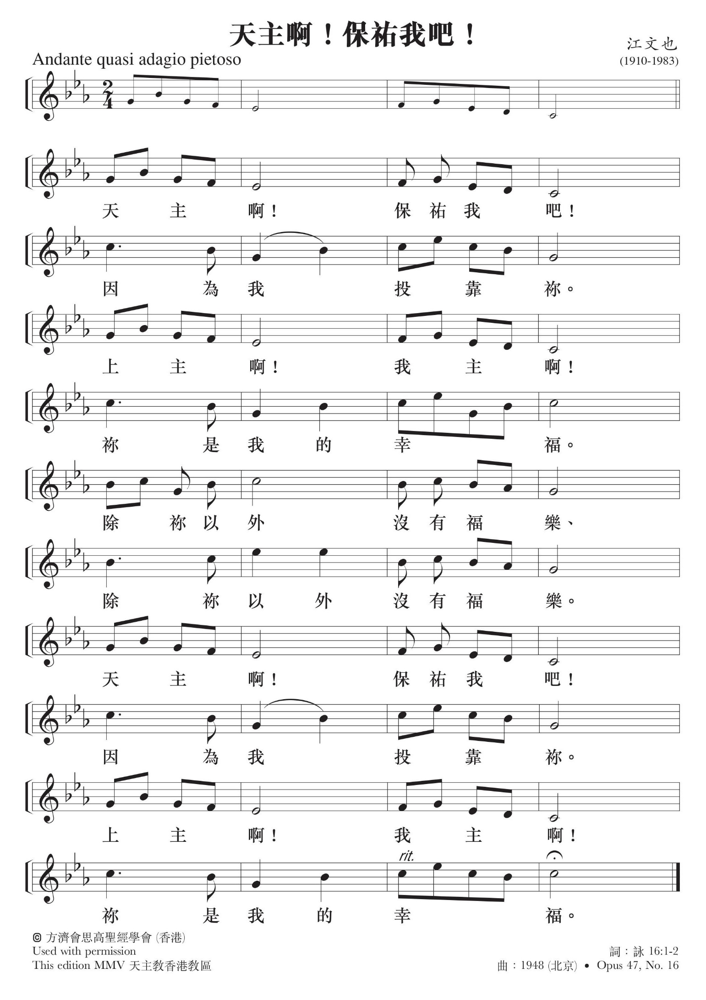 天主啊！保祐我吧！
江文也
Andante quasi adagio pietoso
(1910-1983)
天 主 啊！ 保 祐 我 吧！
因 為 我 投 靠 祢。
上 主 啊！ 我 主 啊！
祢 是 我 的 幸 福。
除 祢 以 外 沒 有 福 樂、
除 祢 以 外 沒 有 福 樂。
天 主 啊！ 保 祐 我 吧！
因 為 我 投 靠 祢。
上 主 啊！ 我 主 啊！
rit.
祢 是 我 的 幸 福。
© 方濟會思高聖經學會 (香港)
Used with permission
詞：詠 16:1-2
This edition MMV 天主教香港教區
曲：1948 (北京) • Opus 47, No. 16